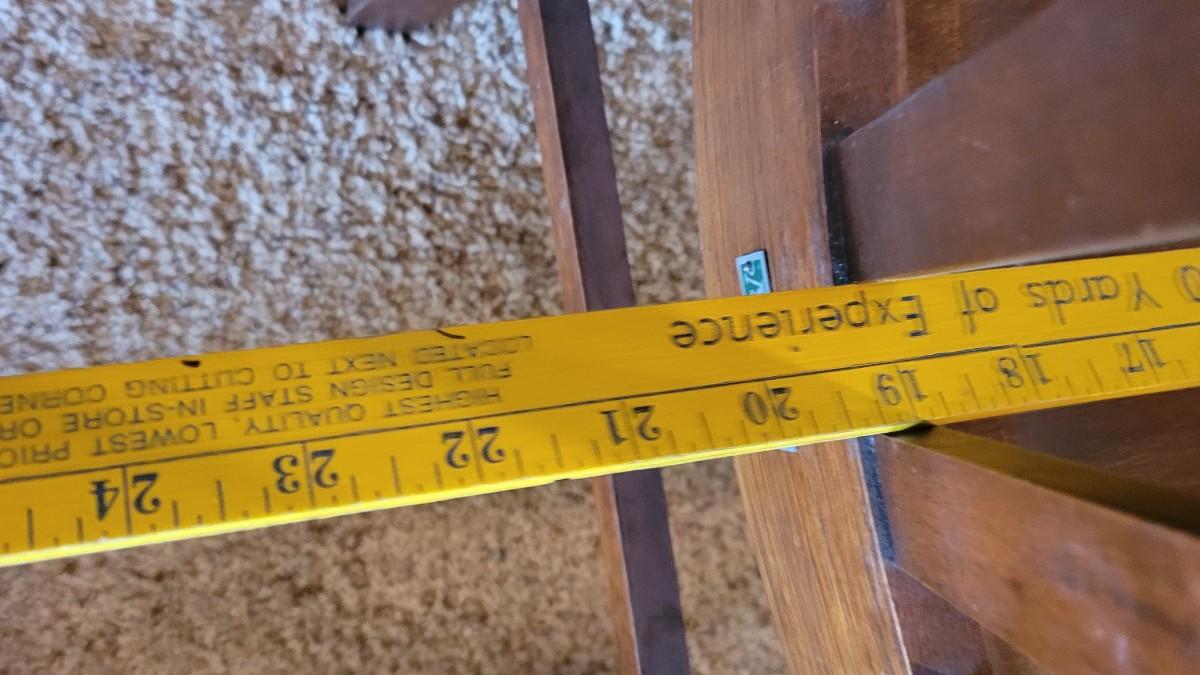 Yards of Experience
LOCATED NEXT TO CUTTING
FULL DESIGN STAFF IN-STORE
HIGHEST QUALITY, LOWEST
17 18 19 20 21 22 23 24